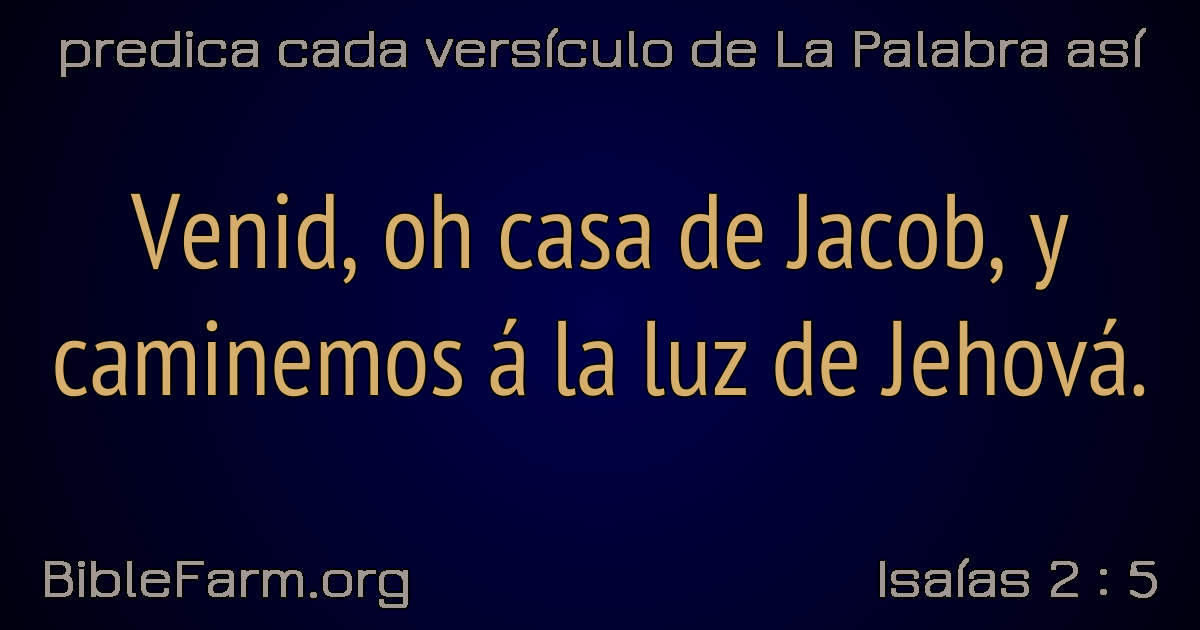 predica cada versículo de La Palabra así
Venid, oh casa de Jacob, y
caminemos á la luz de Jehová.
BibleFarm.org
Isaías 2 : 5